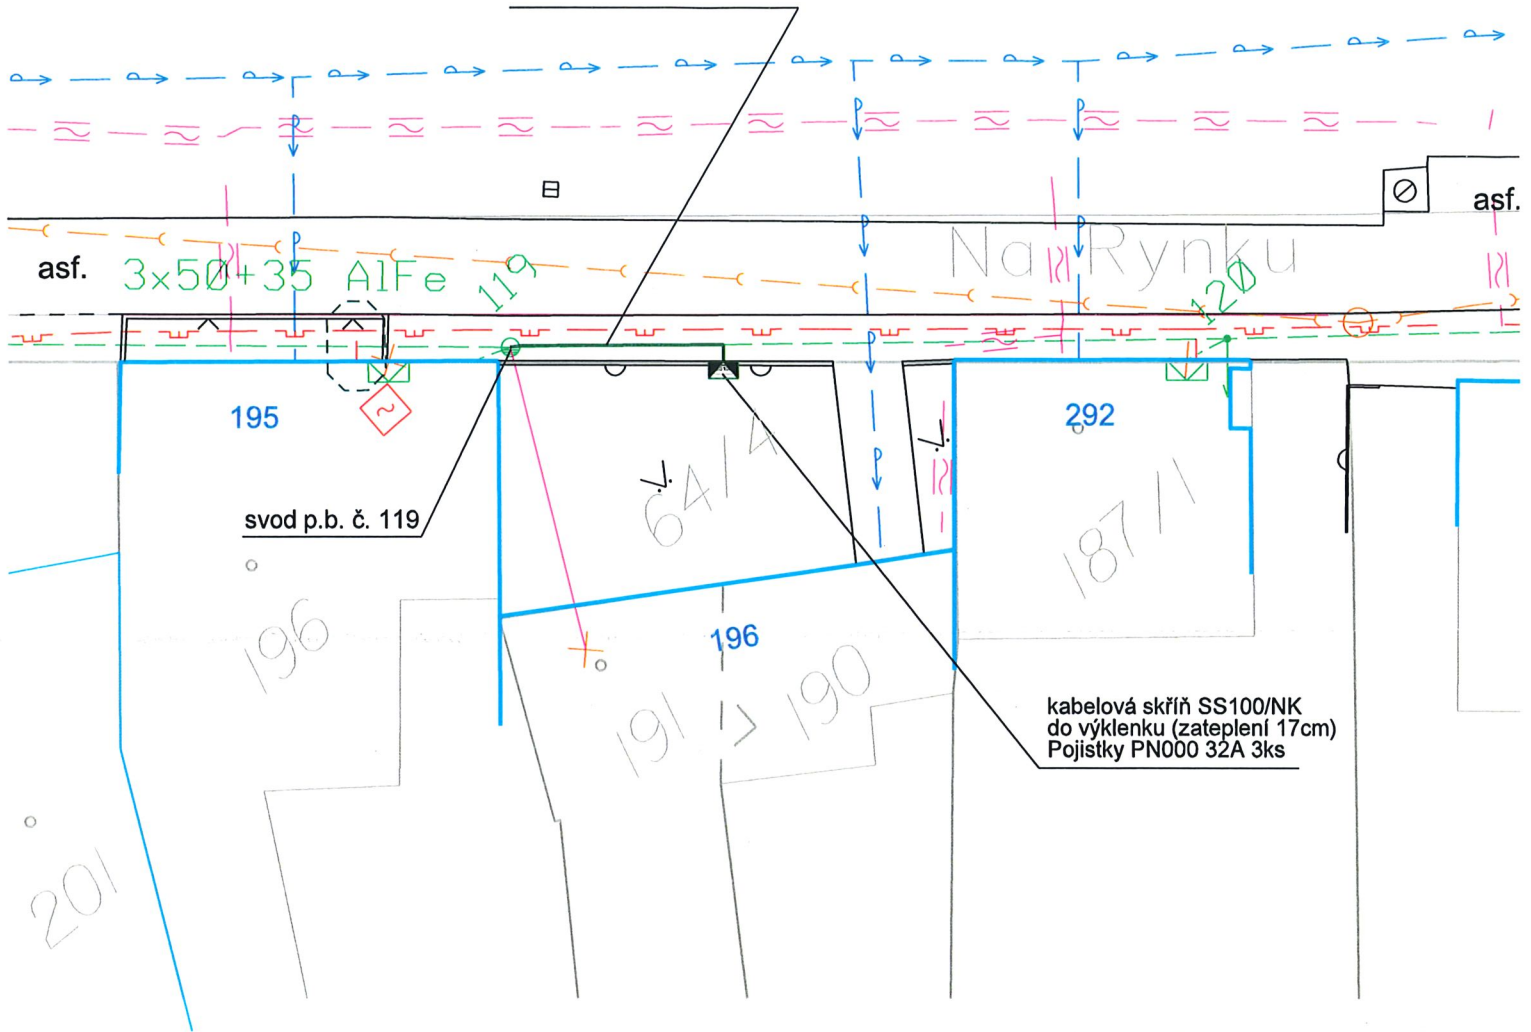 asf.
Na Rynku
asf.
3x50+35 AlFe
119
120
195
292
64/4
svod p.b. č. 119
187/1
196
196
191
190
kabelová skříň SS100/NK
do výklenku (zateplení 17cm)
Pojistky PN000 32A 3ks
201